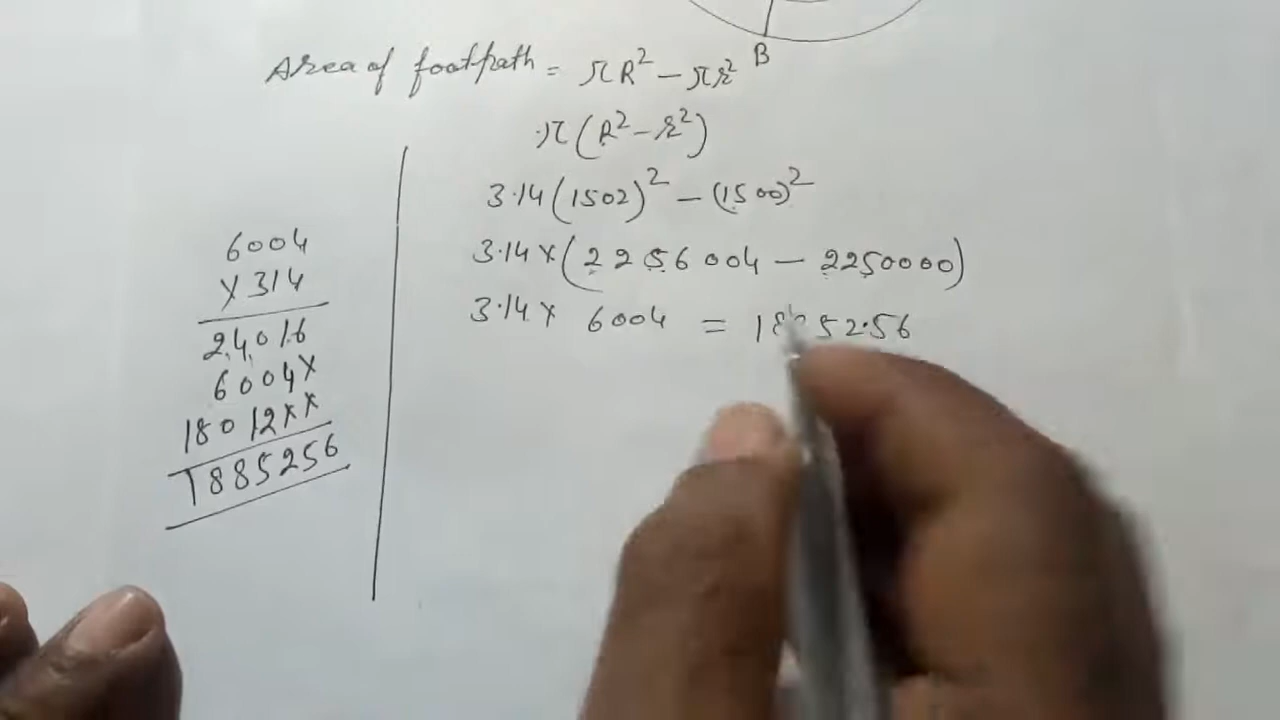 B
Area of footpath = πR² − πr²
π(R² − r²)
3.14(1502)² − (1500)²
3.14 × (2256004 − 2250000)
3.14 × 6004 =
6004
×314
24016
6004×
18012××
1885256